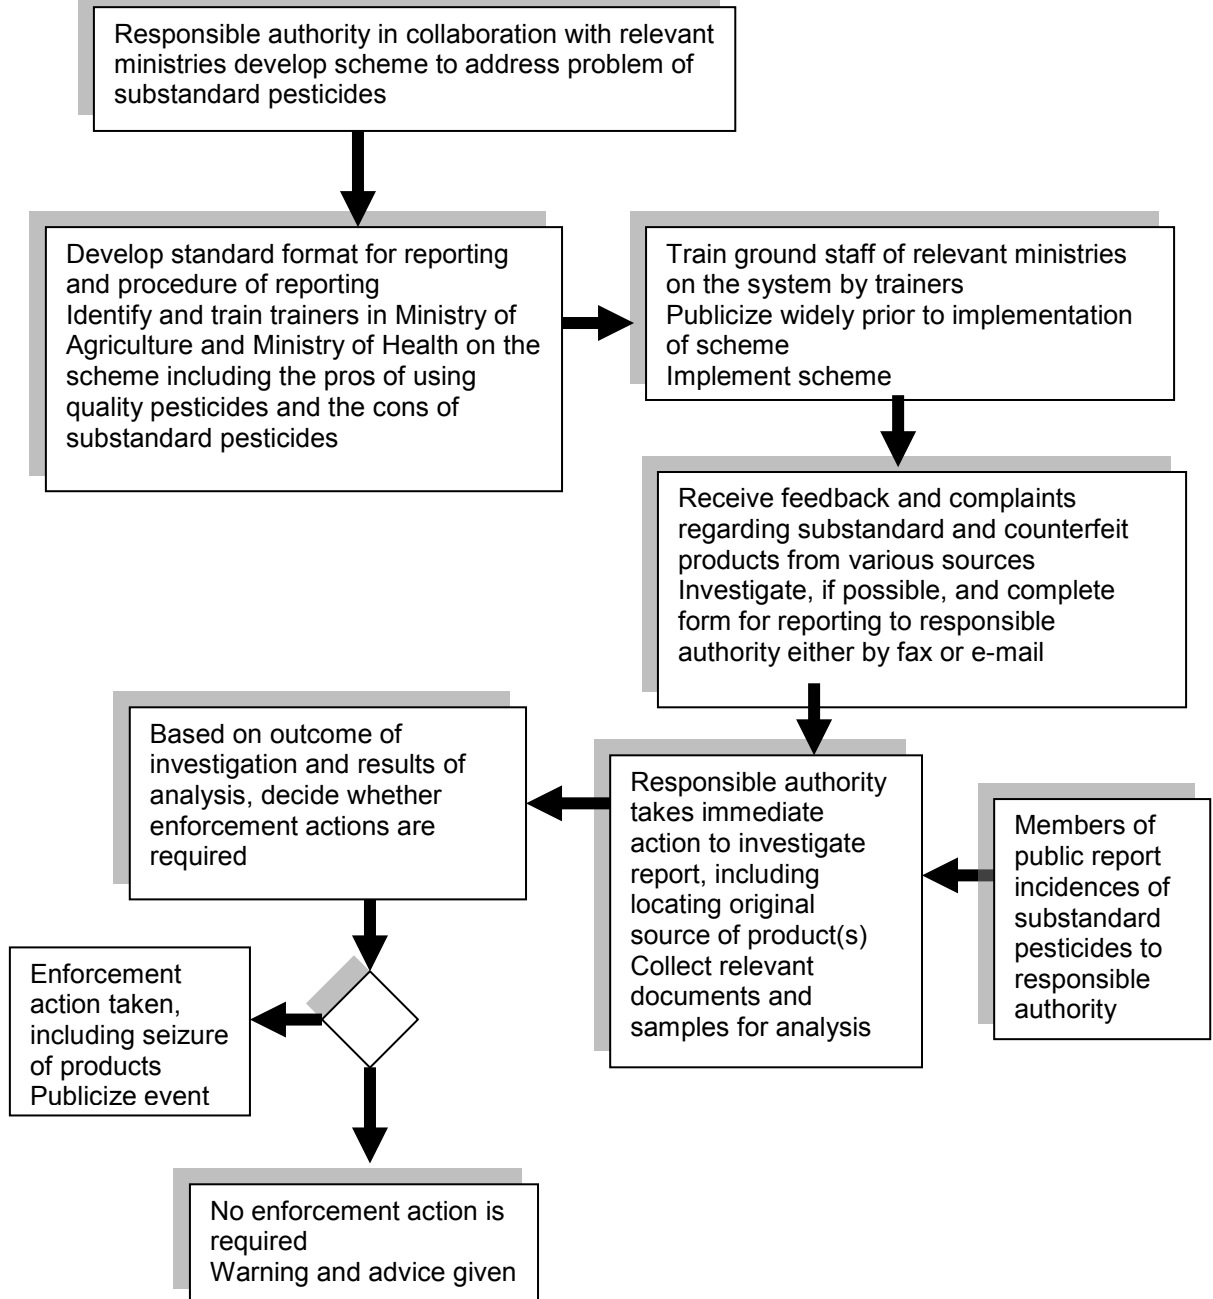 Responsible authority in collaboration with relevant
ministries develop scheme to address problem of
substandard pesticides
Develop standard format for reporting
and procedure of reporting
Identify and train trainers in Ministry of
Agriculture and Ministry of Health on the
scheme including the pros of using
quality pesticides and the cons of
substandard pesticides
Train ground staff of relevant ministries
on the system by trainers
Publicize widely prior to implementation
of scheme
Implement scheme
Receive feedback and complaints
regarding substandard and counterfeit
products from various sources
Investigate, if possible, and complete
form for reporting to responsible
authority either by fax or e-mail
Responsible authority
takes immediate
action to investigate
report, including
locating original
source of product(s)
Collect relevant
documents and
samples for analysis
Members of
public report
incidences of
substandard
pesticides to
responsible
authority
Based on outcome of
investigation and results of
analysis, decide whether
enforcement actions are
required
Enforcement
action taken,
including seizure
of products
Publicize event
No enforcement action is
required
Warning and advice given